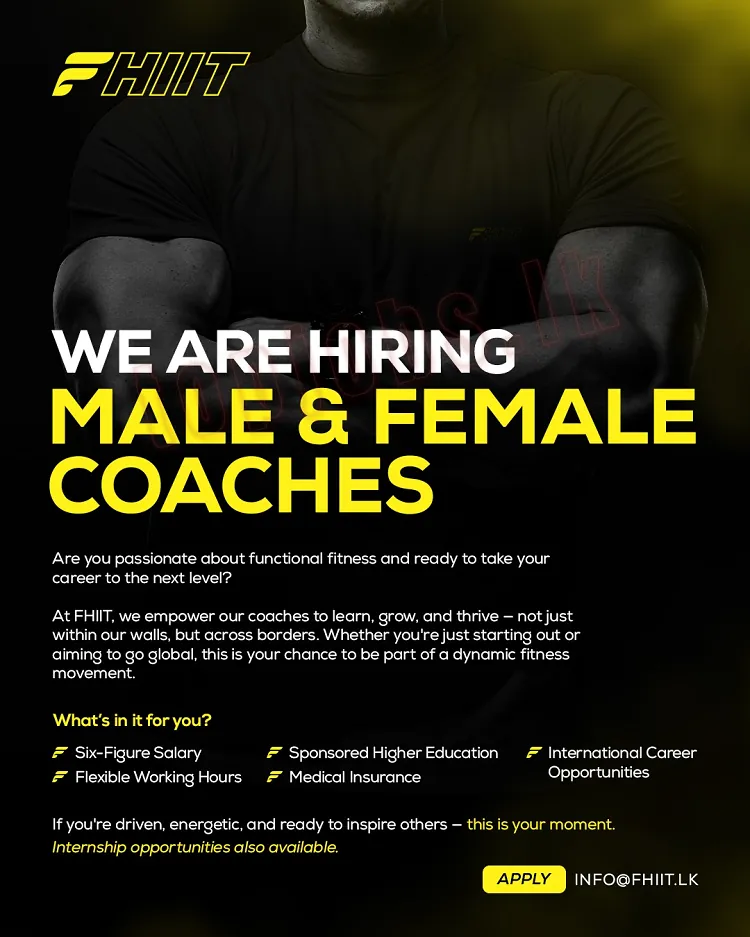 FHIIT
WE ARE HIRING
MALE & FEMALE
COACHES
Are you passionate about functional fitness and ready to take your
career to the next level?
At FHIIT, we empower our coaches to learn, grow, and thrive – not just
within our walls, but across borders. Whether you're just starting out or
aiming to go global, this is your chance to be part of a dynamic fitness
movement.
What's in it for you?
Six-Figure Salary
Flexible Working Hours
Sponsored Higher Education
Medical Insurance
International Career
Opportunities
If you're driven, energetic, and ready to inspire others – this is your moment.
Internship opportunities also available.
APPLY INFO@FHIIT.LK